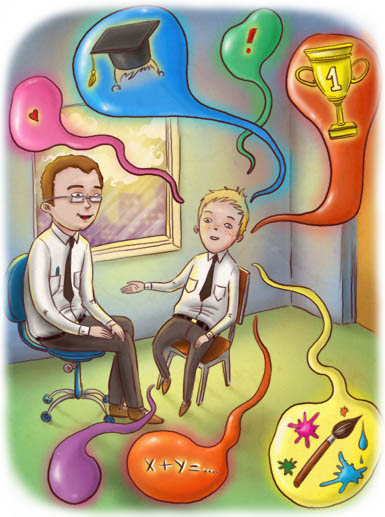 !
1
X + Y = ....